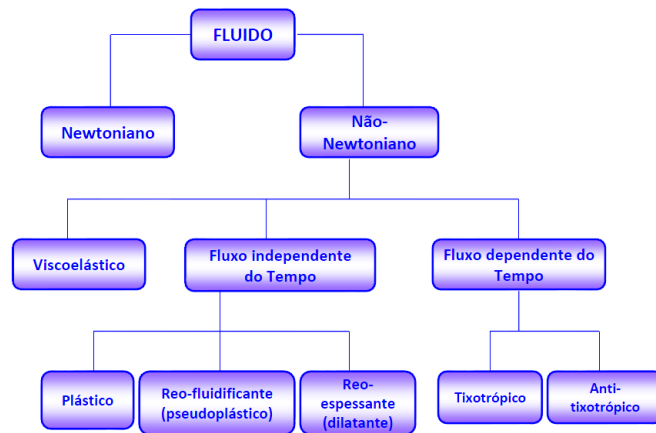 FLUIDO
Newtoniano
Não-
Newtoniano
Viscoelástico
Fluxo independente
do Tempo
Fluxo dependente do
Tempo
Plástico
Reo-fluidificante
(pseudoplástico)
Reo-
espessante
(dilatante)
Tixotrópico
Anti-
tixotrópico